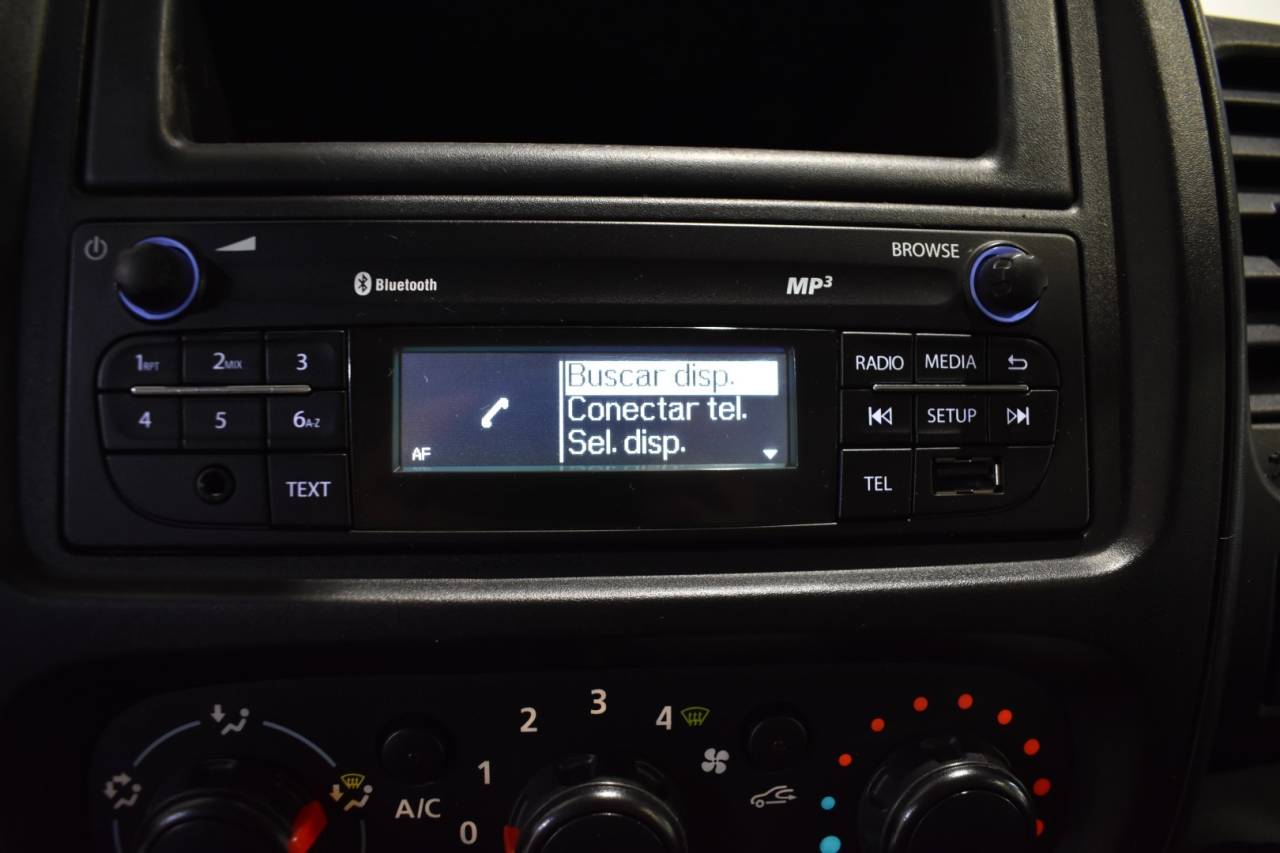 BROWSE
Bluetooth
MP3
1RPT 2MIX 3
4 5 6A-Z
TEXT
Buscar disp.
Conectar tel.
Sel. disp.
AF
RADIO MEDIA
SETUP
TEL
0 1 2 3 4
A/C